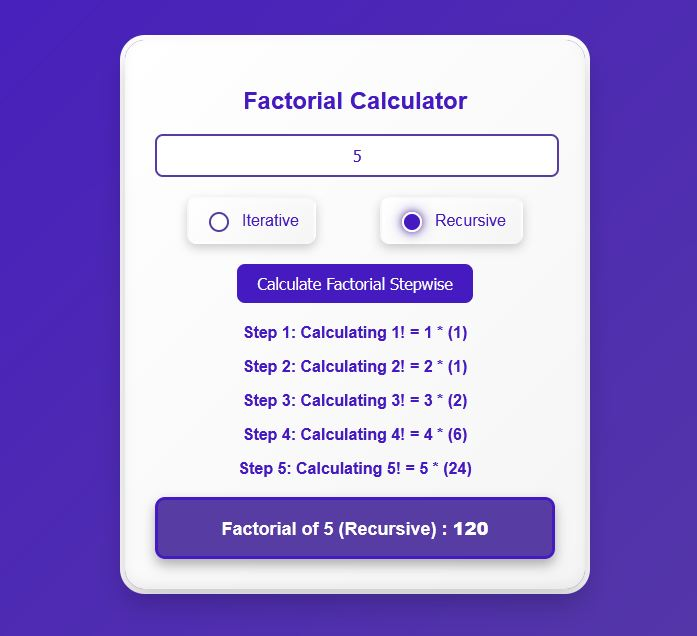 Factorial Calculator
5
Iterative Recursive
Calculate Factorial Stepwise
Step 1: Calculating 1! = 1 * (1)
Step 2: Calculating 2! = 2 * (1)
Step 3: Calculating 3! = 3 * (2)
Step 4: Calculating 4! = 4 * (6)
Step 5: Calculating 5! = 5 * (24)
Factorial of 5 (Recursive) : 120